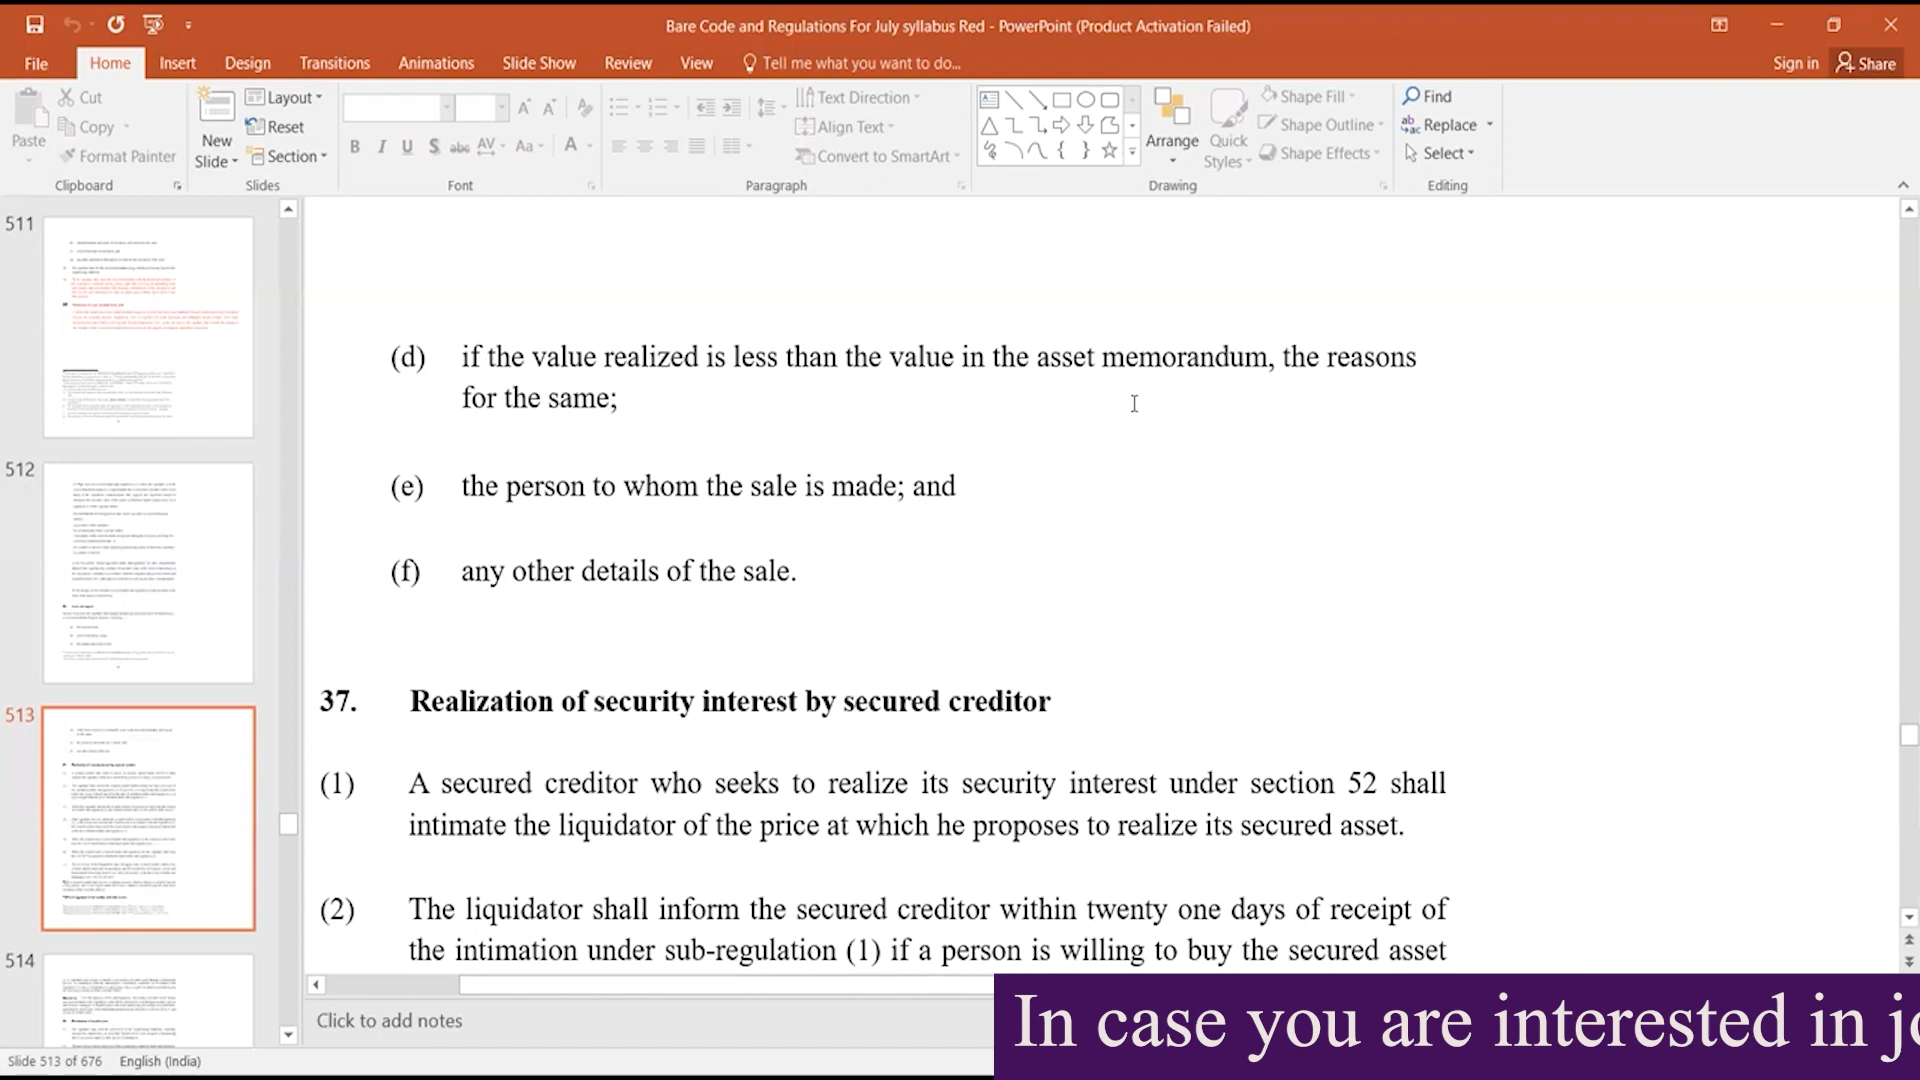 Bare Code and Regulations For July syllabus Red - PowerPoint (Product Activation Failed)
File Home Insert Design Transitions Animations Slide Show Review View Tell me what you want to do... Sign in Share
Paste
Cut
Copy
Format Painter
Clipboard
New Slide
Layout
Reset
Section
Slides
Font
Text Direction
Align Text
Convert to SmartArt
Paragraph
Arrange
Quick Styles
Shape Fill
Shape Outline
Shape Effects
Drawing
Find
Replace
Select
Editing
511
512
513
514
(d) if the value realized is less than the value in the asset memorandum, the reasons
for the same;
(e) the person to whom the sale is made; and
(f) any other details of the sale.
37. Realization of security interest by secured creditor
(1) A secured creditor who seeks to realize its security interest under section 52 shall
intimate the liquidator of the price at which he proposes to realize its secured asset.
(2) The liquidator shall inform the secured creditor within twenty one days of receipt of
the intimation under sub-regulation (1) if a person is willing to buy the secured asset
Click to add notes
In case you are interested in jo
Slide 513 of 676 English (India)